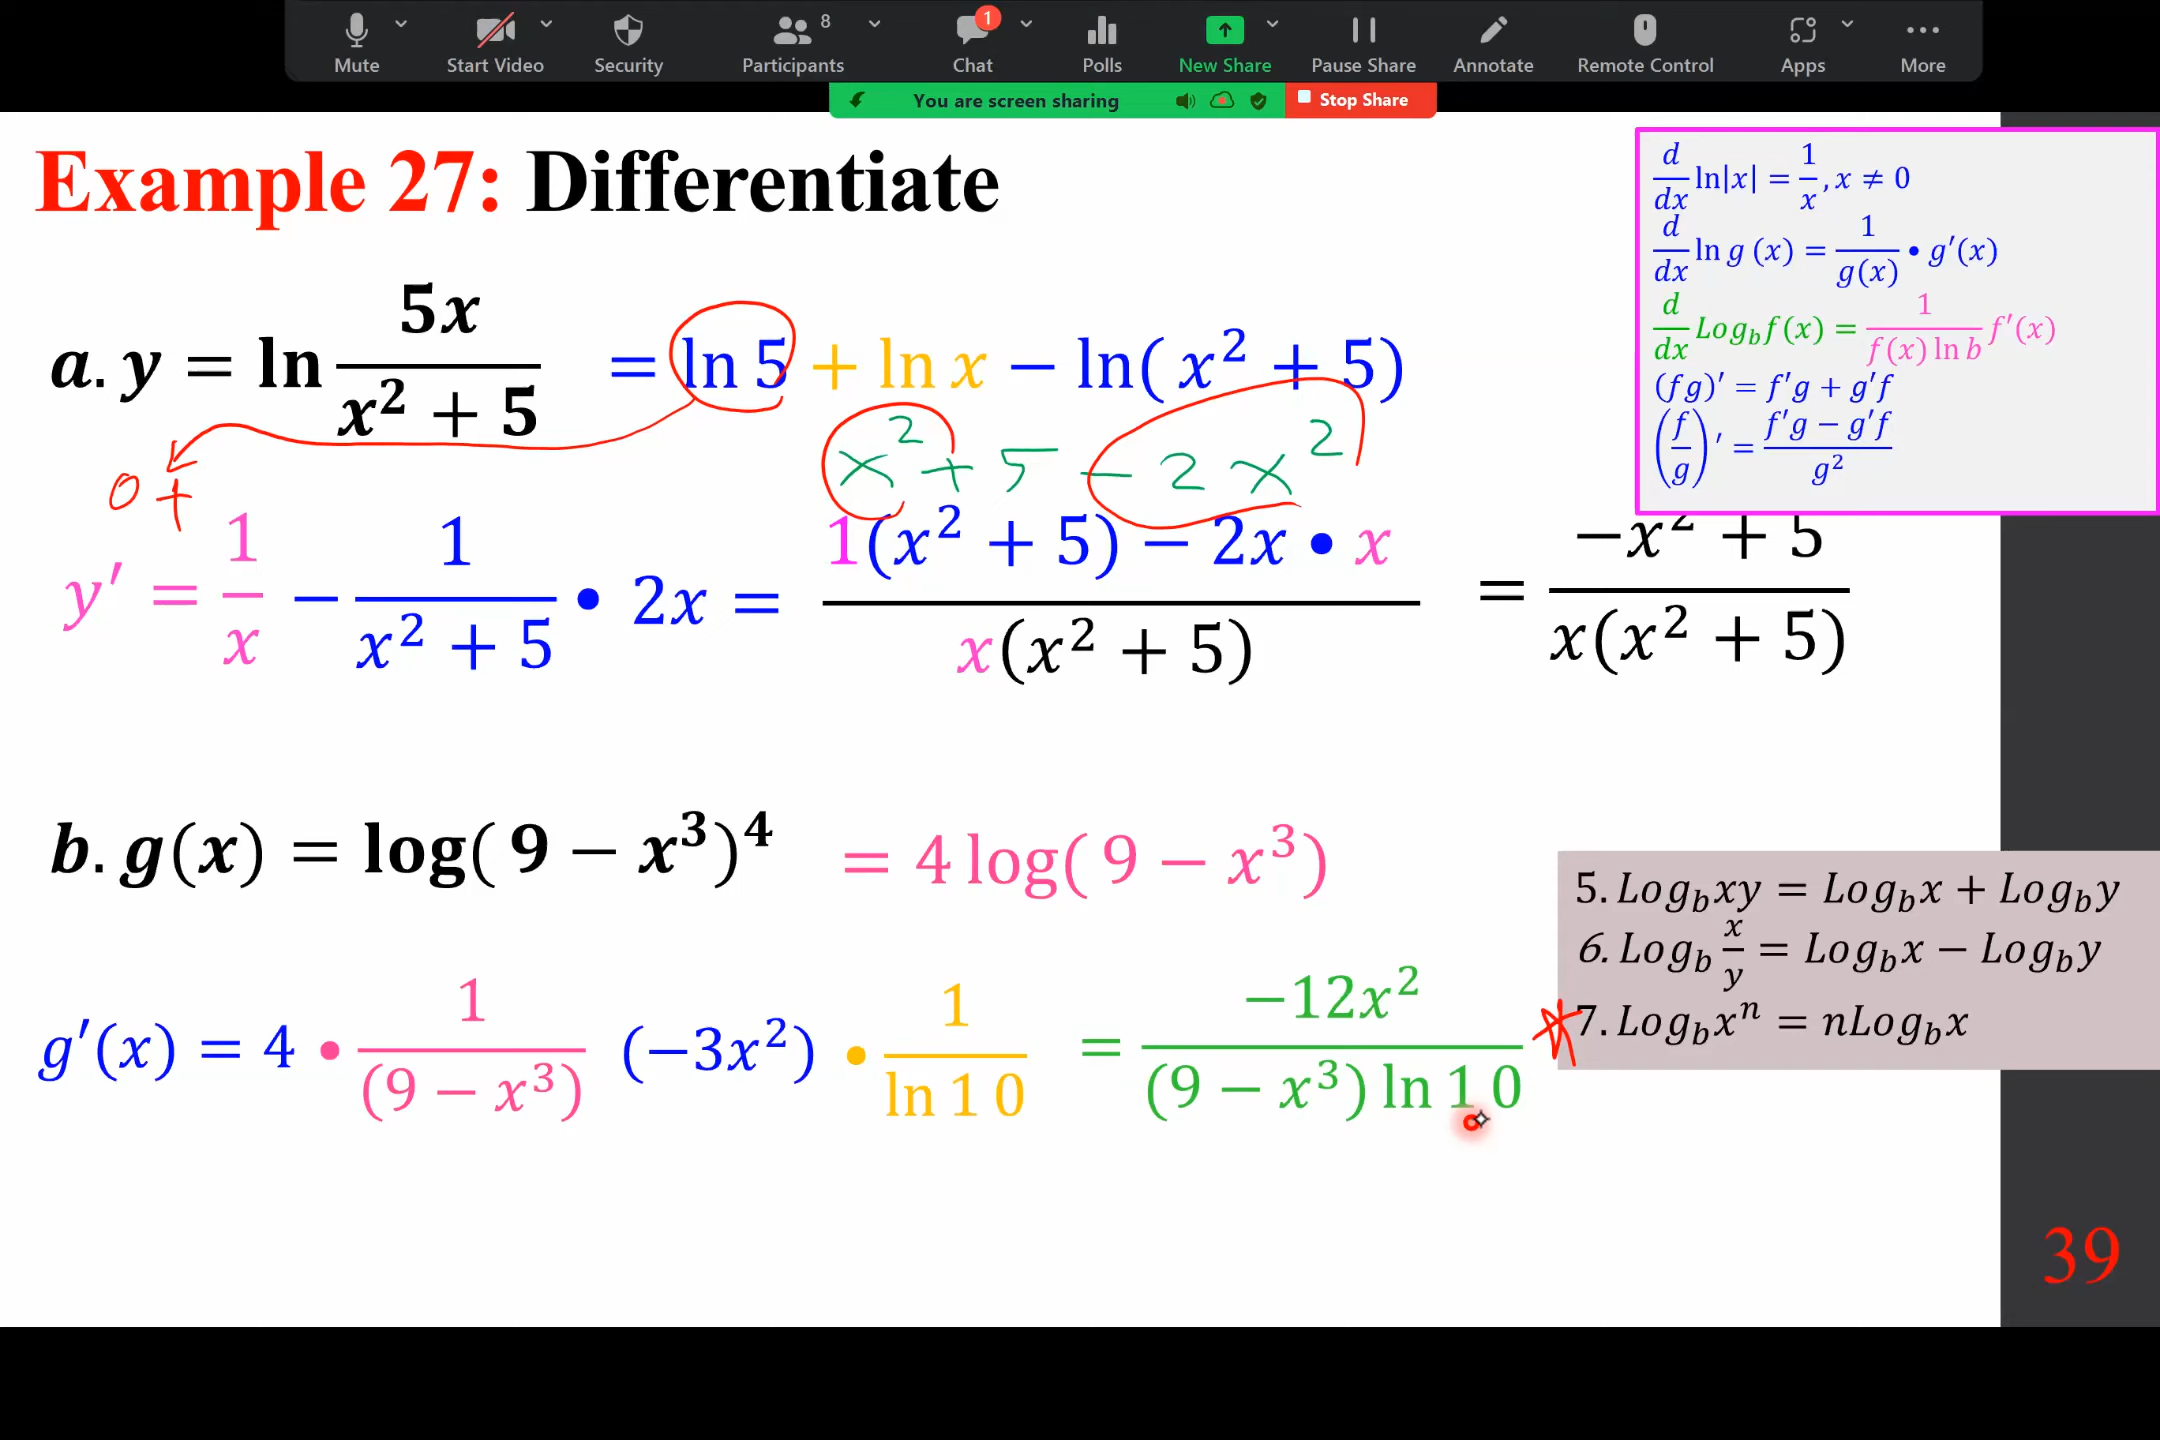 Mute Start Video Security Participants 8 Chat 1 Polls New Share Pause Share Annotate Remote Control Apps More
You are screen sharing Stop Share
Example 27: Differentiate
d/dx ln|x| = 1/x, x ≠ 0
d/dx ln g (x) = 1/g(x) • g′(x)
d/dx Log_b f(x) = 1/(f(x) ln b) f′(x)
(fg)′ = f′g + g′f
(f/g)′ = (f′g − g′f)/g²
a. y = ln 5x/(x² + 5) = ln 5 + ln x − ln( x² + 5)
x² + 5 − 2x²
0 +
y′ = 1/x − 1/(x² + 5) • 2x = (1(x² + 5) − 2x • x)/(x(x² + 5)) = (−x² + 5)/(x(x² + 5))
b. g(x) = log( 9 − x³)⁴ = 4 log( 9 − x³)
5. Log_b xy = Log_b x + Log_b y
6. Log_b x/y = Log_b x − Log_b y
7. Log_b xⁿ = nLog_b x
g′(x) = 4 • 1/(9 − x³) (−3x²) • 1/ln 1 0 = −12x²/((9 − x³) ln 1 0)
39